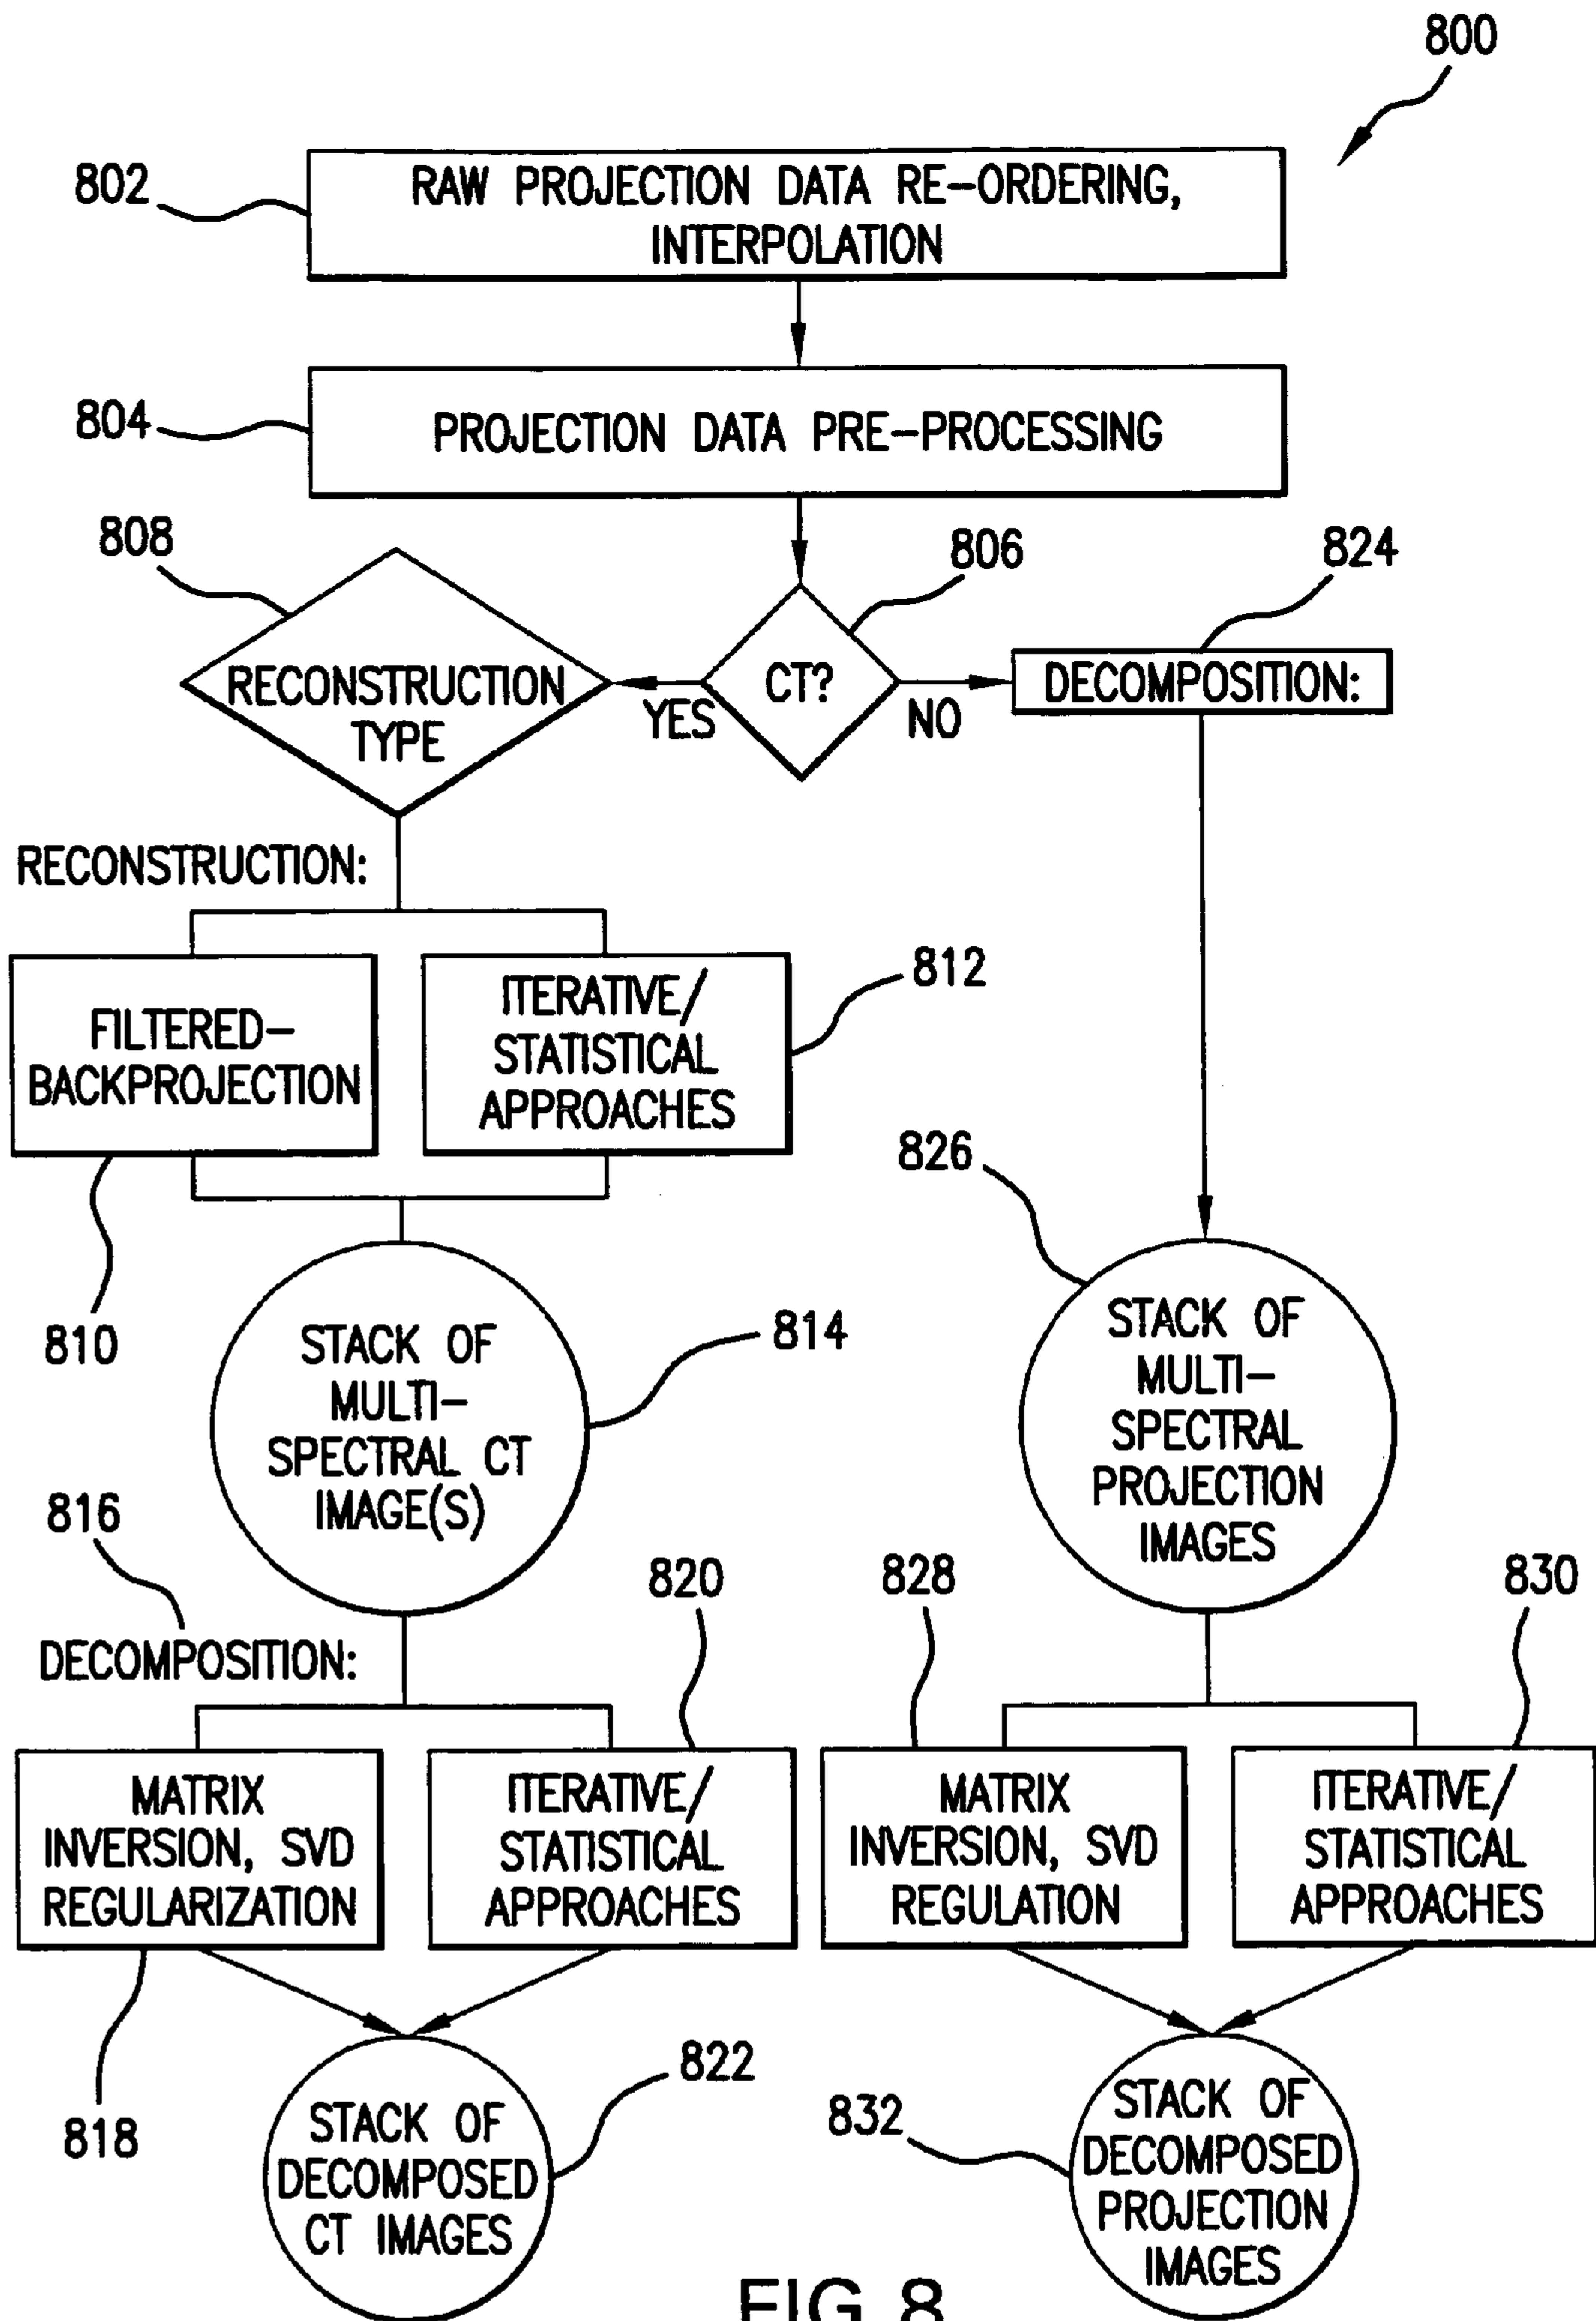 800
802
RAW PROJECTION DATA RE-ORDERING,
INTERPOLATION
804
PROJECTION DATA PRE-PROCESSING
808
806
824
RECONSTRUCTION
TYPE
YES
CT?
NO
DECOMPOSITION:
RECONSTRUCTION:
FILTERED-
BACKPROJECTION
810
ITERATIVE/
STATISTICAL
APPROACHES
812
826
STACK OF
MULTI-
SPECTRAL CT
IMAGE(S)
814
STACK OF
MULTI-
SPECTRAL
PROJECTION
IMAGES
816
DECOMPOSITION:
820
828
830
MATRIX
INVERSION, SVD
REGULARIZATION
818
ITERATIVE/
STATISTICAL
APPROACHES
MATRIX
INVERSION, SVD
REGULATION
ITERATIVE/
STATISTICAL
APPROACHES
STACK OF
DECOMPOSED
CT IMAGES
822
832
STACK OF
DECOMPOSED
PROJECTION
IMAGES
FIG.8